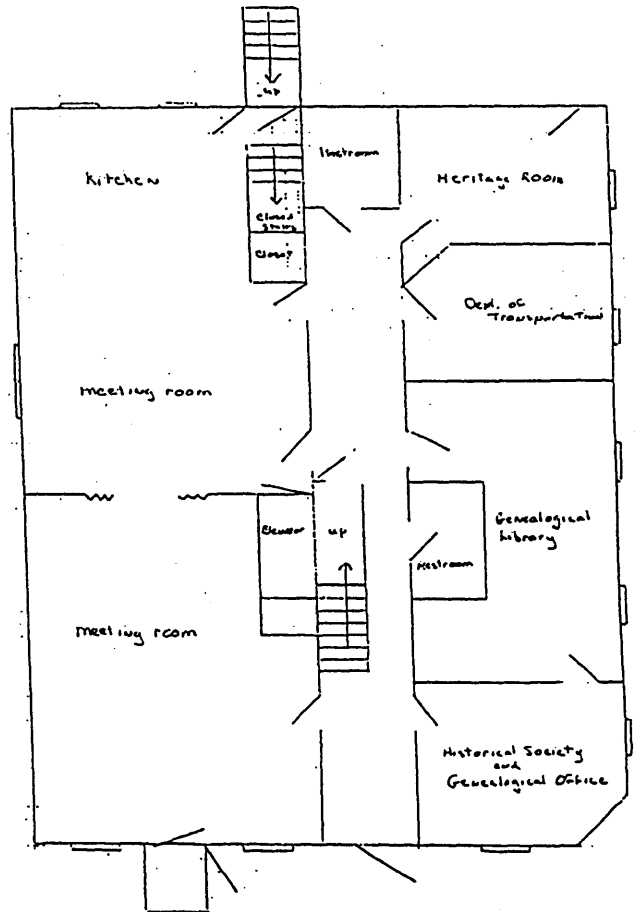 up
Kitchen
Restroom
Heritage Room
Closed
Stairs
Closet
Dept. of
Transportation
Meeting room
Elevator
up
Restroom
Genealogical
Library
Meeting room
Historical Society
and
Genealogical Office